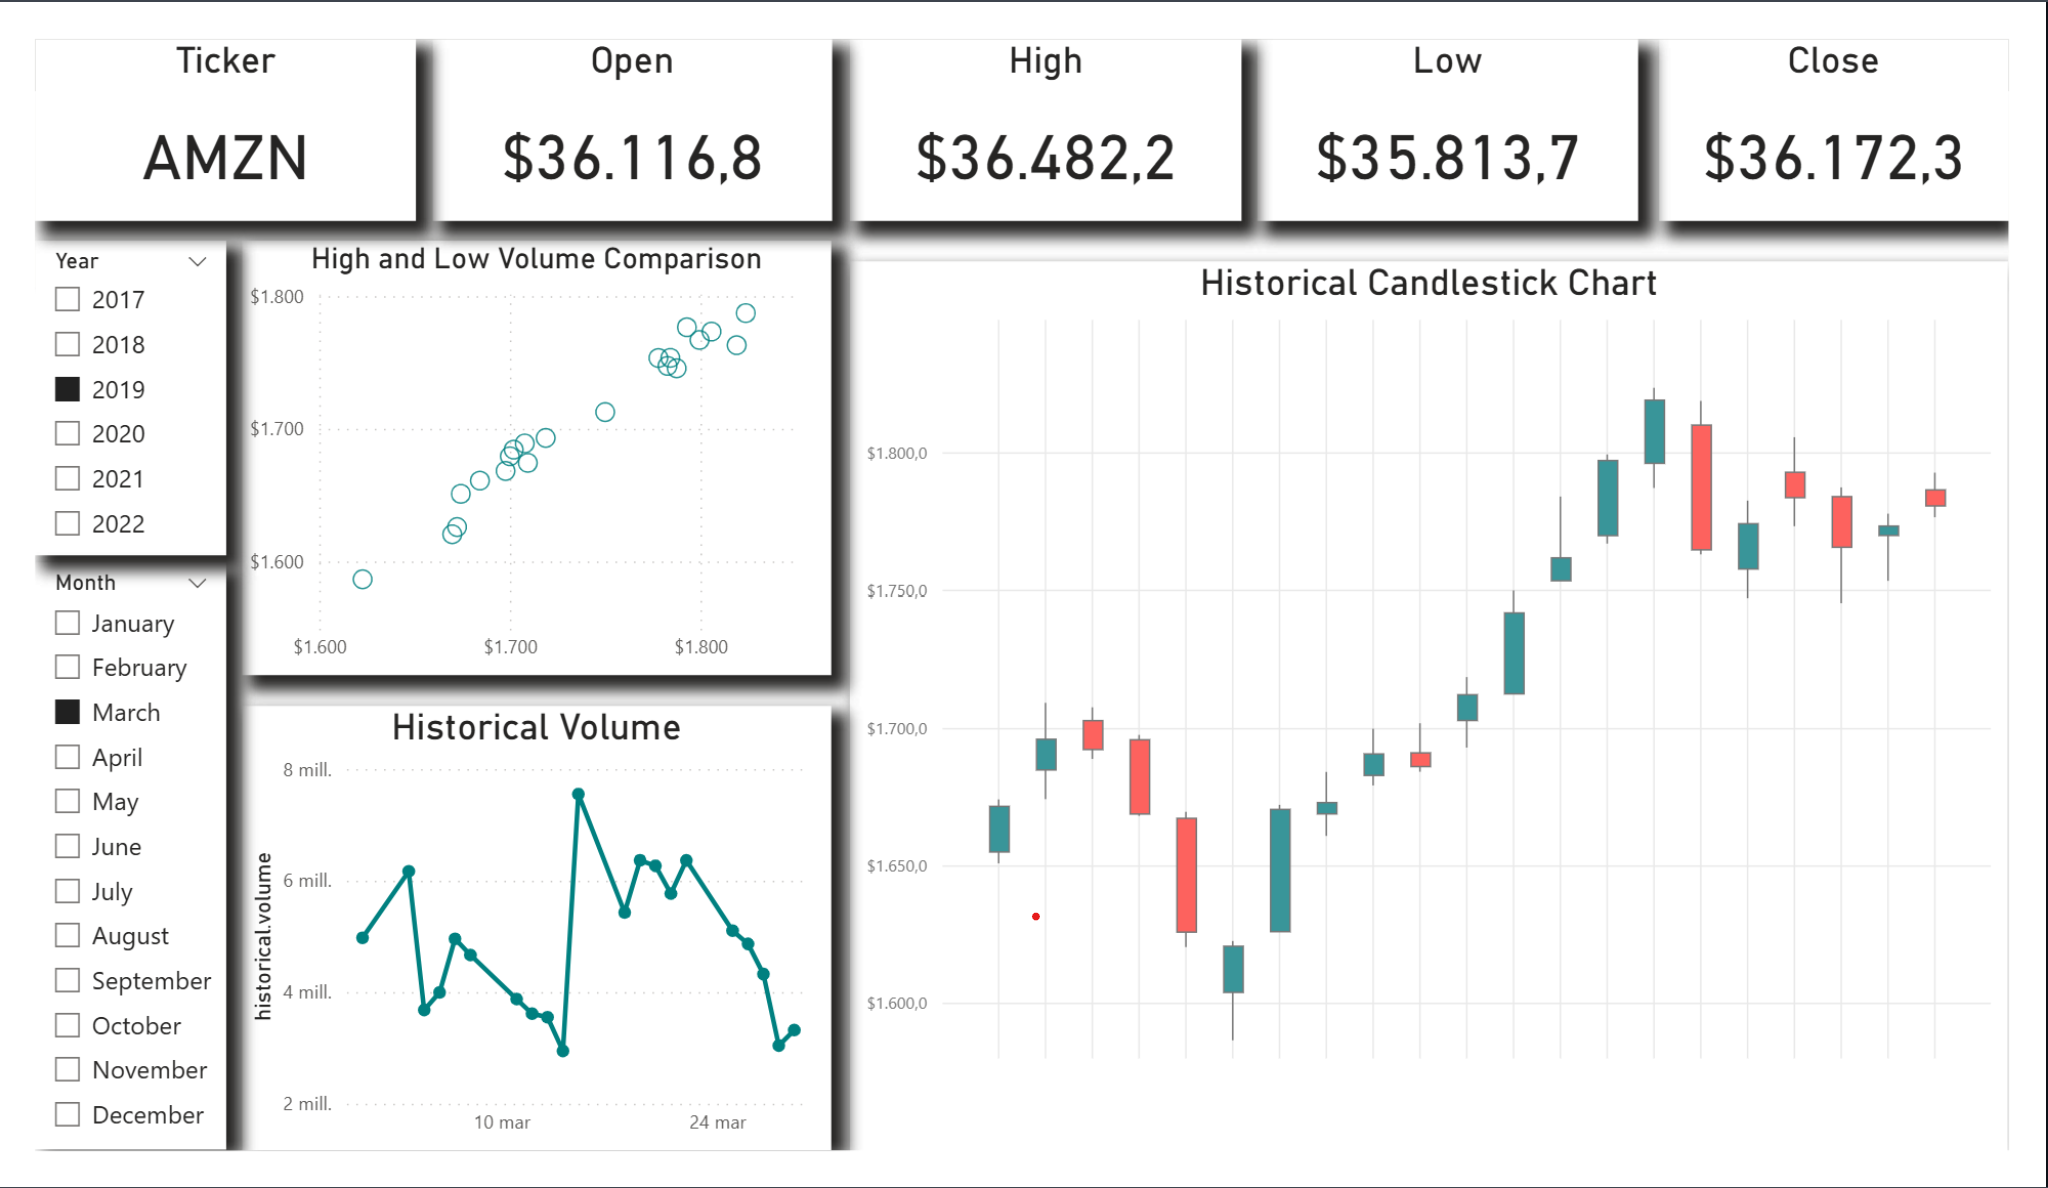 Ticker
AMZN
Open
$36.116,8
High
$36.482,2
Low
$35.813,7
Close
$36.172,3
Year
2017
2018
2019
2020
2021
2022
Month
January
February
March
April
May
June
July
August
September
October
November
December
High and Low Volume Comparison
$1.800
$1.700
$1.600
$1.600 $1.700 $1.800
Historical Volume
historical.volume
8 mill.
6 mill.
4 mill.
2 mill.
10 mar 24 mar
Historical Candlestick Chart
$1.800,0
$1.750,0
$1.700,0
$1.650,0
$1.600,0